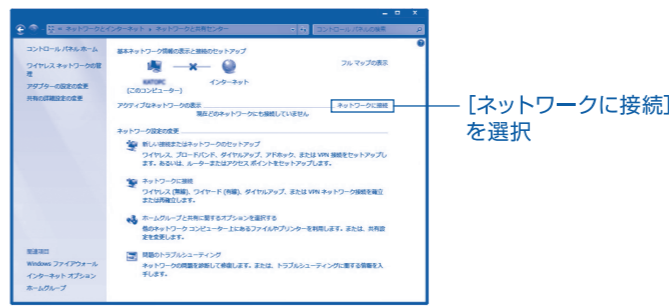 ネットワークとインターネット ▸ ネットワークと共有センター
コントロール パネルの検索
コントロール パネル ホーム
ワイヤレス ネットワークの管
理
アダプターの設定の変更
共有の詳細設定の変更
基本ネットワーク情報の表示と接続のセットアップ
フル マップの表示
(このコンピューター)
インターネット
アクティブなネットワークの表示
ネットワークに接続
現在どのネットワークにも接続していません
ネットワーク設定の変更
新しい接続またはネットワークのセットアップ
ワイヤレス、ブロードバンド、ダイヤルアップ、アドホック、または VPN 接続をセットアップし
ます。あるいは、ルーターまたはアクセス ポイントをセットアップします。
ネットワークに接続
ワイヤレス (無線)、ワイヤード (有線)、ダイヤルアップ、または VPN ネットワーク接続を確立
または再確立します。
ホームグループと共有に関するオプションを選択する
他のネットワーク コンピューター上にあるファイルやプリンターを利用します。または、共有設
定を変更します。
問題のトラブルシューティング
ネットワークの問題を診断して修復します。または、トラブルシューティングに関する情報を入
手します。
関連項目
Windows ファイアウォール
インターネット オプション
ホームグループ
[ネットワークに接続]
を選択